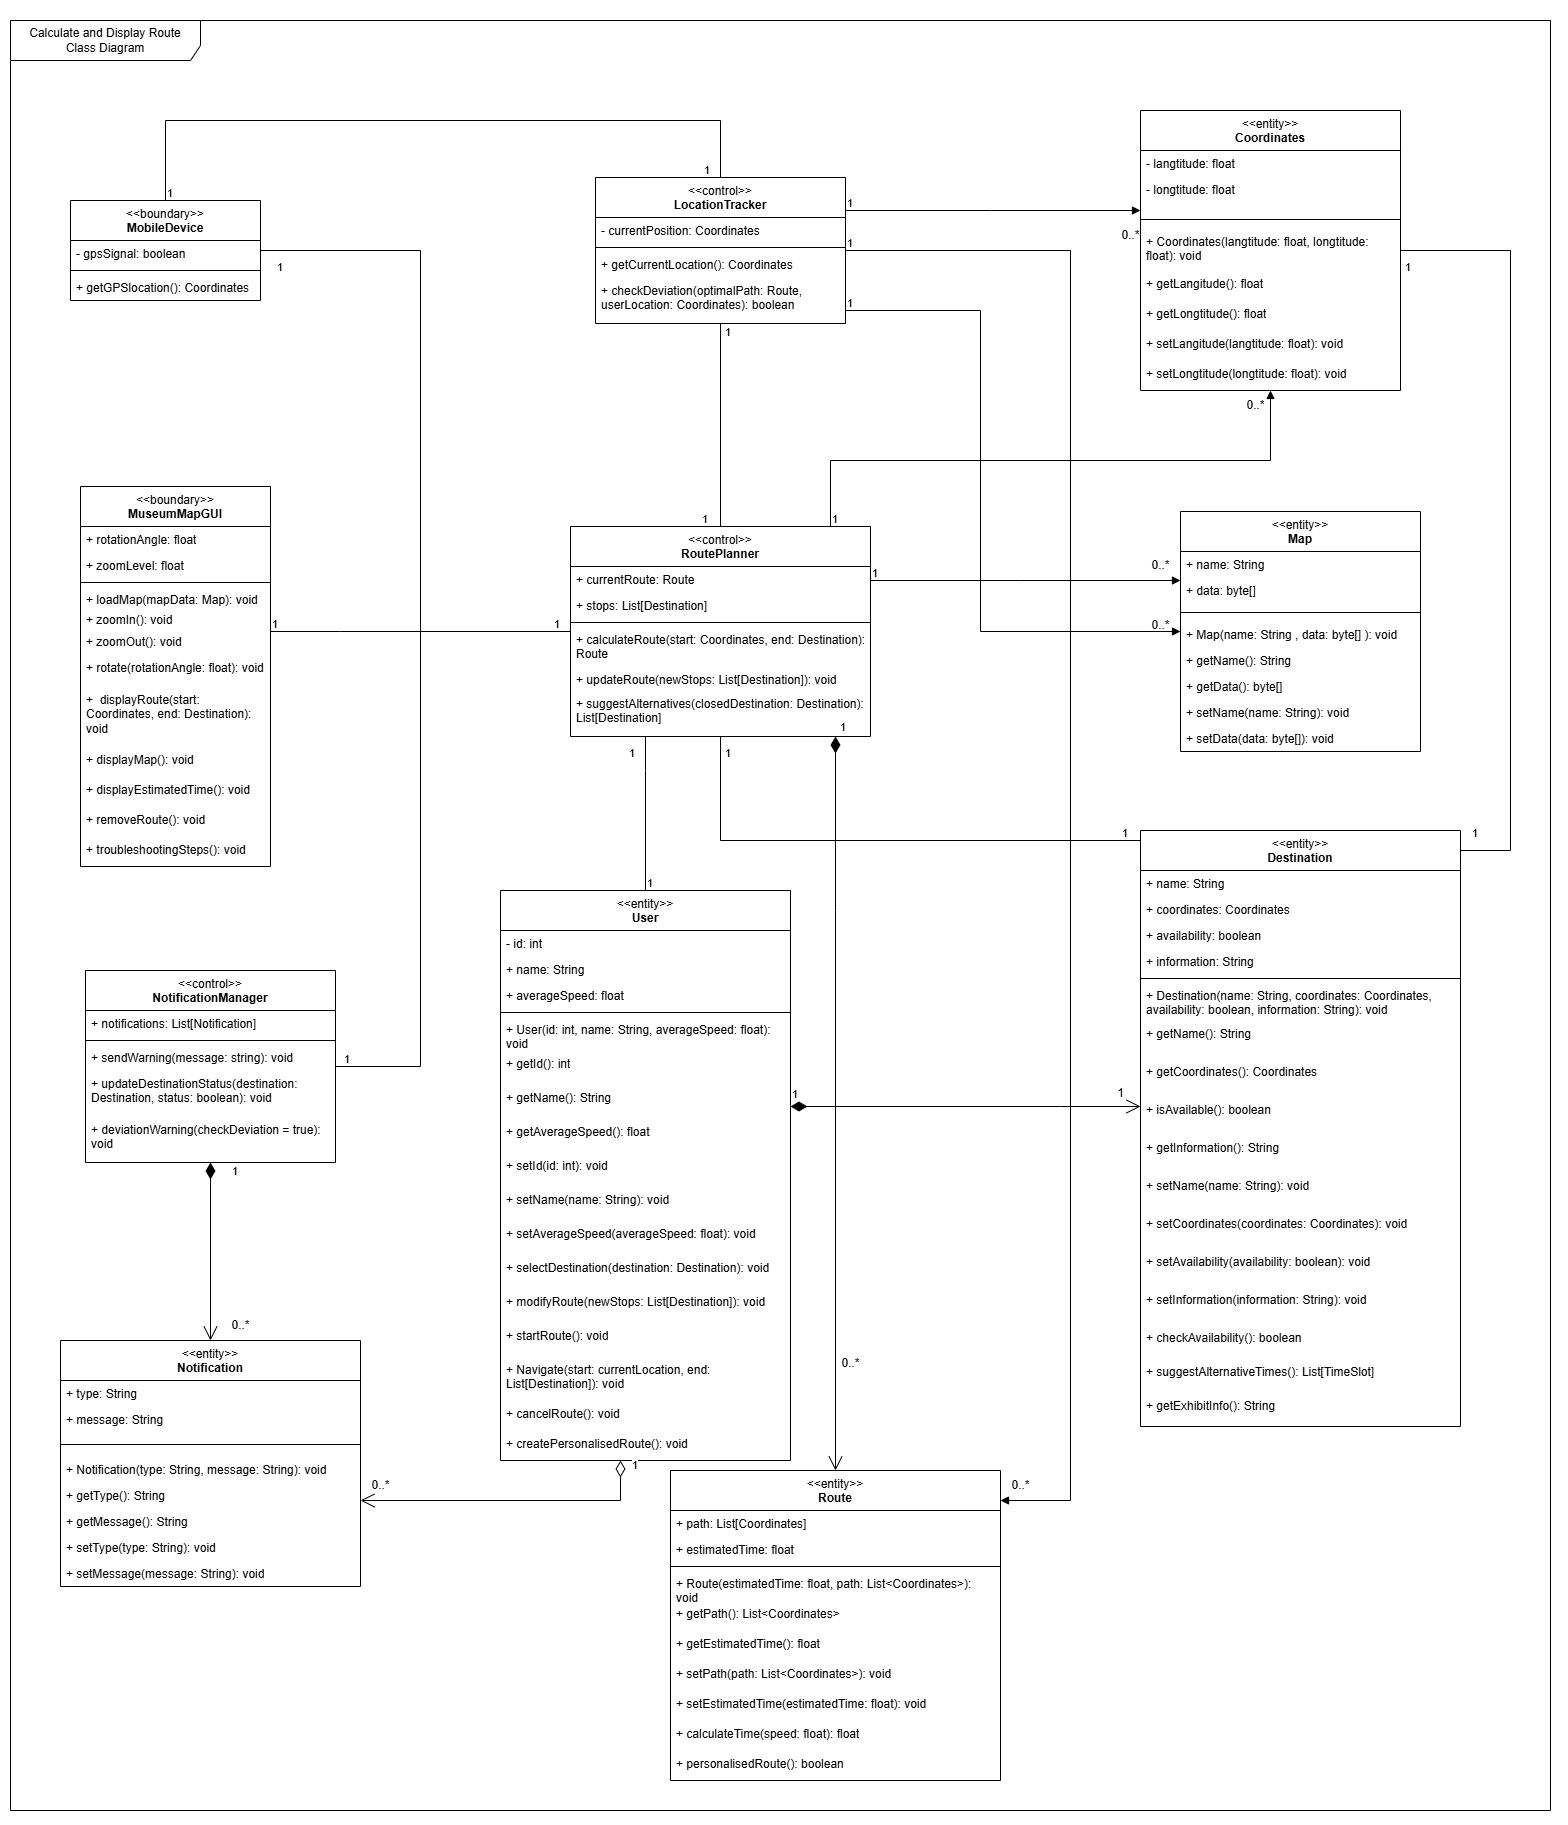 Calculate and Display Route
Class Diagram
1
1
<<boundary>>
MobileDevice
- gpsSignal: boolean
+ getGPSlocation(): Coordinates
1
<<control>>
LocationTracker
- currentPosition: Coordinates
+ getCurrentLocation(): Coordinates
+ checkDeviation(optimalPath: Route,
userLocation: Coordinates): boolean
1
1
1
1
<<entity>>
Coordinates
- langtitude: float
- longtitude: float
+ Coordinates(langtitude: float, longtitude:
float): void
+ getLangitude(): float
+ getLongtitude(): float
+ setLangitude(langtitude: float): void
+ setLongtitude(longtitude: float): void
0..*
1
0..*
<<boundary>>
MuseumMapGUI
+ rotationAngle: float
+ zoomLevel: float
+ loadMap(mapData: Map): void
+ zoomIn(): void
+ zoomOut(): void
+ rotate(rotationAngle: float): void
+ displayRoute(start:
Coordinates, end: Destination):
void
+ displayMap(): void
+ displayEstimatedTime(): void
+ removeRoute(): void
+ troubleshootingSteps(): void
1
1
1
1
<<control>>
RoutePlanner
+ currentRoute: Route
+ stops: List[Destination]
+ calculateRoute(start: Coordinates, end: Destination):
Route
+ updateRoute(newStops: List[Destination]): void
+ suggestAlternatives(closedDestination: Destination):
List[Destination]
1
1
1
1
0..*
0..*
<<entity>>
Map
+ name: String
+ data: byte[]
+ Map(name: String , data: byte[] ): void
+ getName(): String
+ getData(): byte[]
+ setName(name: String): void
+ setData(data: byte[]): void
1
1
<<entity>>
Destination
+ name: String
+ coordinates: Coordinates
+ availability: boolean
+ information: String
+ Destination(name: String, coordinates: Coordinates,
availability: boolean, information: String): void
+ getName(): String
+ getCoordinates(): Coordinates
+ isAvailable(): boolean
+ getInformation(): String
+ setName(name: String): void
+ setCoordinates(coordinates: Coordinates): void
+ setAvailability(availability: boolean): void
+ setInformation(information: String): void
+ checkAvailability(): boolean
+ suggestAlternativeTimes(): List[TimeSlot]
+ getExhibitInfo(): String
1
<<entity>>
User
- id: int
+ name: String
+ averageSpeed: float
+ User(id: int, name: String, averageSpeed: float):
void
+ getId(): int
+ getName(): String
+ getAverageSpeed(): float
+ setId(id: int): void
+ setName(name: String): void
+ setAverageSpeed(averageSpeed: float): void
+ selectDestination(destination: Destination): void
+ modifyRoute(newStops: List[Destination]): void
+ startRoute(): void
+ Navigate(start: currentLocation, end:
List[Destination]): void
+ cancelRoute(): void
+ createPersonalisedRoute(): void
1
1
1
<<control>>
NotificationManager
+ notifications: List[Notification]
+ sendWarning(message: string): void
+ updateDestinationStatus(destination:
Destination, status: boolean): void
+ deviationWarning(checkDeviation = true):
void
1
1
0..*
<<entity>>
Notification
+ type: String
+ message: String
+ Notification(type: String, message: String): void
+ getType(): String
+ getMessage(): String
+ setType(type: String): void
+ setMessage(message: String): void
0..*
0..*
0..*
<<entity>>
Route
+ path: List[Coordinates]
+ estimatedTime: float
+ Route(estimatedTime: float, path: List<Coordinates>):
void
+ getPath(): List<Coordinates>
+ getEstimatedTime(): float
+ setPath(path: List<Coordinates>): void
+ setEstimatedTime(estimatedTime: float): void
+ calculateTime(speed: float): float
+ personalisedRoute(): boolean